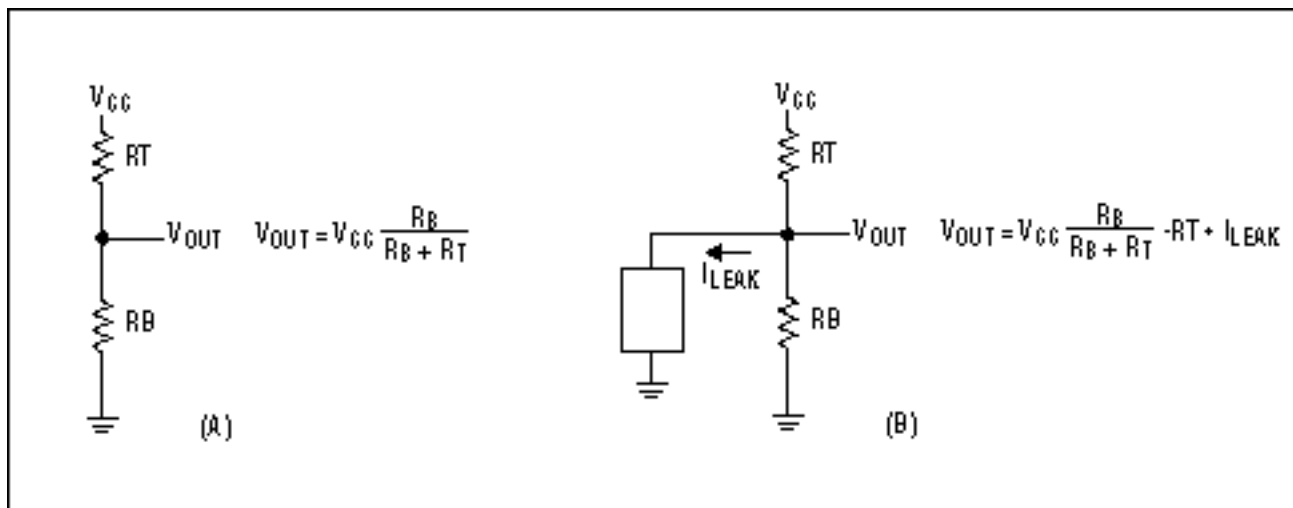 VCC
RT
VOUT
VOUT = VCC RB / RB + RT
RB
(A)
VCC
RT
VOUT
VOUT = VCC RB / RB + RT -RT • ILEAK
ILEAK
RB
(B)